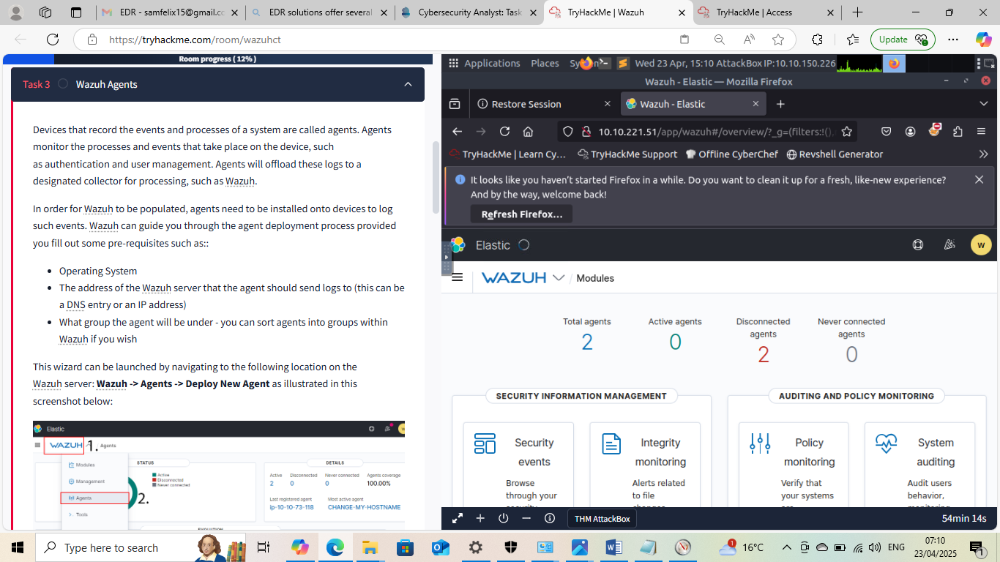 EDR - samfelix15@gmail.cc
EDR solutions offer several
Cybersecurity Analyst: Task
TryHackMe | Wazuh
TryHackMe | Access
https://tryhackme.com/room/wazuhct
Update
Room progress ( 12% )
Task 3 Wazuh Agents
Devices that record the events and processes of a system are called agents. Agents
monitor the processes and events that take place on the device, such
as authentication and user management. Agents will offload these logs to a
designated collector for processing, such as Wazuh.
In order for Wazuh to be populated, agents need to be installed onto devices to log
such events. Wazuh can guide you through the agent deployment process provided
you fill out some pre-requisites such as::
• Operating System
• The address of the Wazuh server that the agent should send logs to (this can be
a DNS entry or an IP address)
• What group the agent will be under - you can sort agents into groups within
Wazuh if you wish
This wizard can be launched by navigating to the following location on the
Wazuh server: Wazuh -> Agents -> Deploy New Agent as illustrated in this
screenshot below:
Elastic
WAZUH 1. Agents
Modules
Management
Agents 2.
Tools
STATUS
Active
Disconnected
Never connected
DETAILS
Active Disconnected Never connected Agents coverage
2 0 0 100.00%
Last registered agent Most active agent
ip-10-10-73-118 CHANGE-MY-HOSTNAME
EVOLUTION
Applications Places Wed 23 Apr, 15:10 AttackBox IP:10.10.150.226
Wazuh - Elastic — Mozilla Firefox
Restore Session
Wazuh - Elastic
10.10.221.51/app/wazuh#/overview/?_g=(filters:!(),
TryHackMe | Learn Cy…
TryHackMe Support
Offline CyberChef
Revshell Generator
It looks like you haven't started Firefox in a while. Do you want to clean it up for a fresh, like-new experience?
And by the way, welcome back!
Refresh Firefox…
Elastic
W
WAZUH / Modules
Total agents
2
Active agents
0
Disconnected
agents
2
Never connected
agents
0
SECURITY INFORMATION MANAGEMENT
Security
events
Browse
through your
Integrity
monitoring
Alerts related
to file
AUDITING AND POLICY MONITORING
Policy
monitoring
Verify that
your systems
System
auditing
Audit users
behavior,
THM AttackBox
54min 14s
Type here to search
1
16°C
ENG
07:10
23/04/2025
1